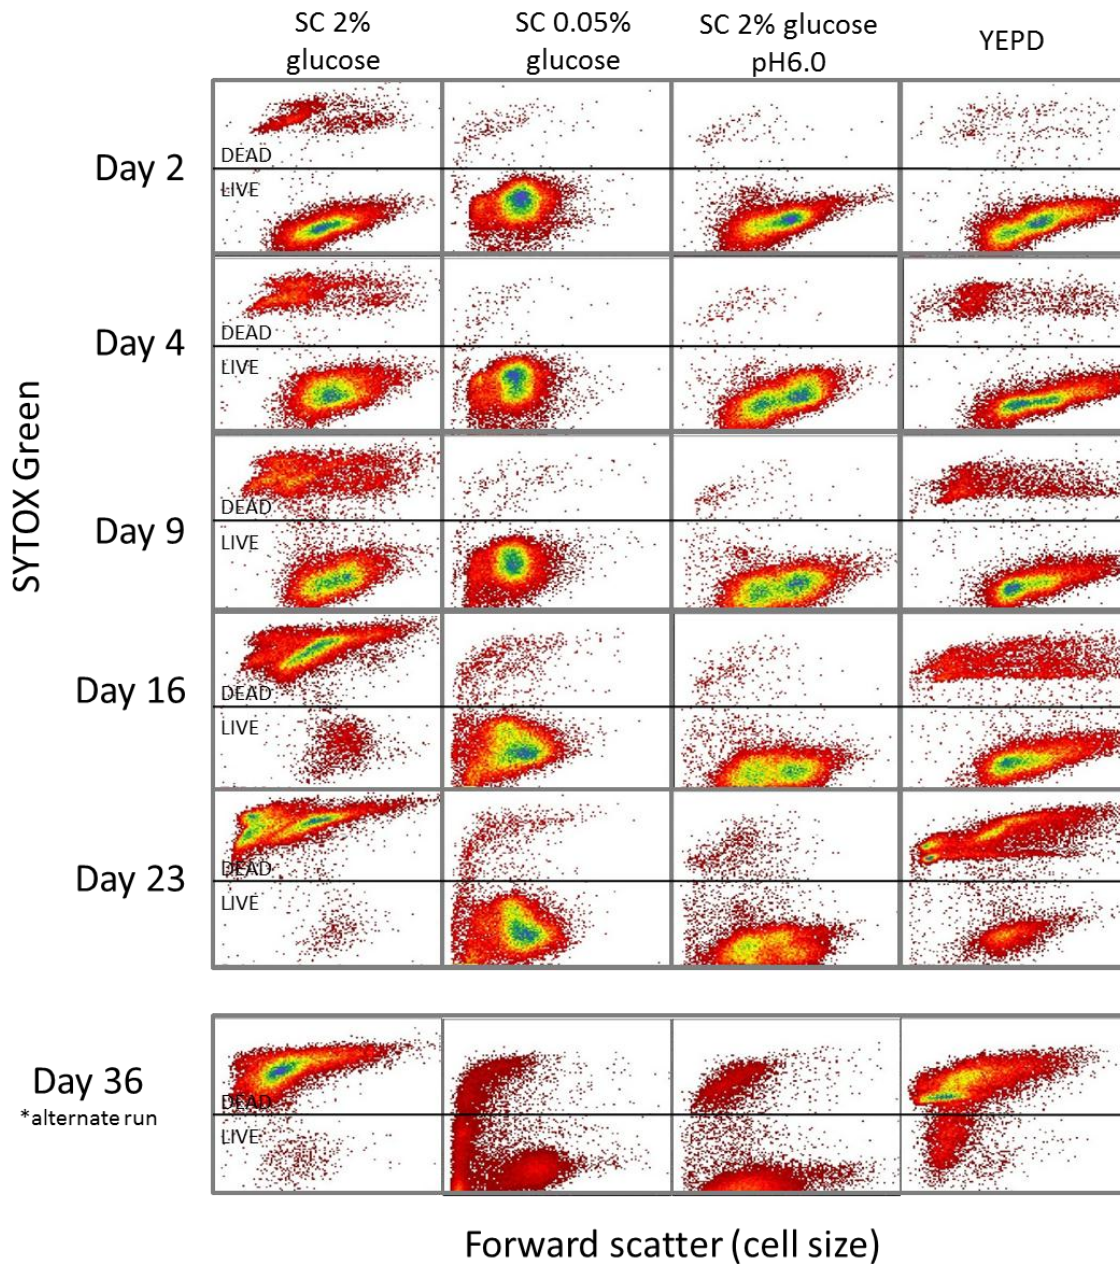 SC 2%
glucose
SC 0.05%
glucose
SC 2% glucose
pH6.0
YEPD
SYTOX Green
Day 2
DEAD
LIVE
Day 4
DEAD
LIVE
Day 9
DEAD
LIVE
Day 16
DEAD
LIVE
Day 23
DEAD
LIVE
Day 36
*alternate run
DEAD
LIVE
Forward scatter (cell size)